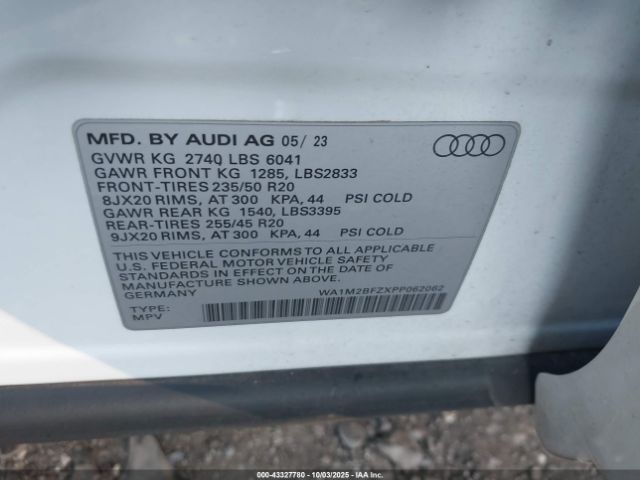 MFD. BY AUDI AG 05/ 23
GVWR KG 2740 LBS 6041
GAWR FRONT KG 1285, LBS2833
FRONT-TIRES 235/50 R20
8JX20 RIMS, AT 300 KPA, 44 PSI COLD
GAWR REAR KG 1540, LBS3395
REAR-TIRES 255/45 R20
9JX20 RIMS, AT 300 KPA, 44 PSI COLD
THIS VEHICLE CONFORMS TO ALL APPLICABLE
U.S. FEDERAL MOTOR VEHICLE SAFETY
STANDARDS IN EFFECT ON THE DATE OF
MANUFACTURE SHOWN ABOVE.
GERMANY WA1M2BFZXPP062062
TYPE:
MPV
000-43327780 - 10/03/2025 - IAAI.CA